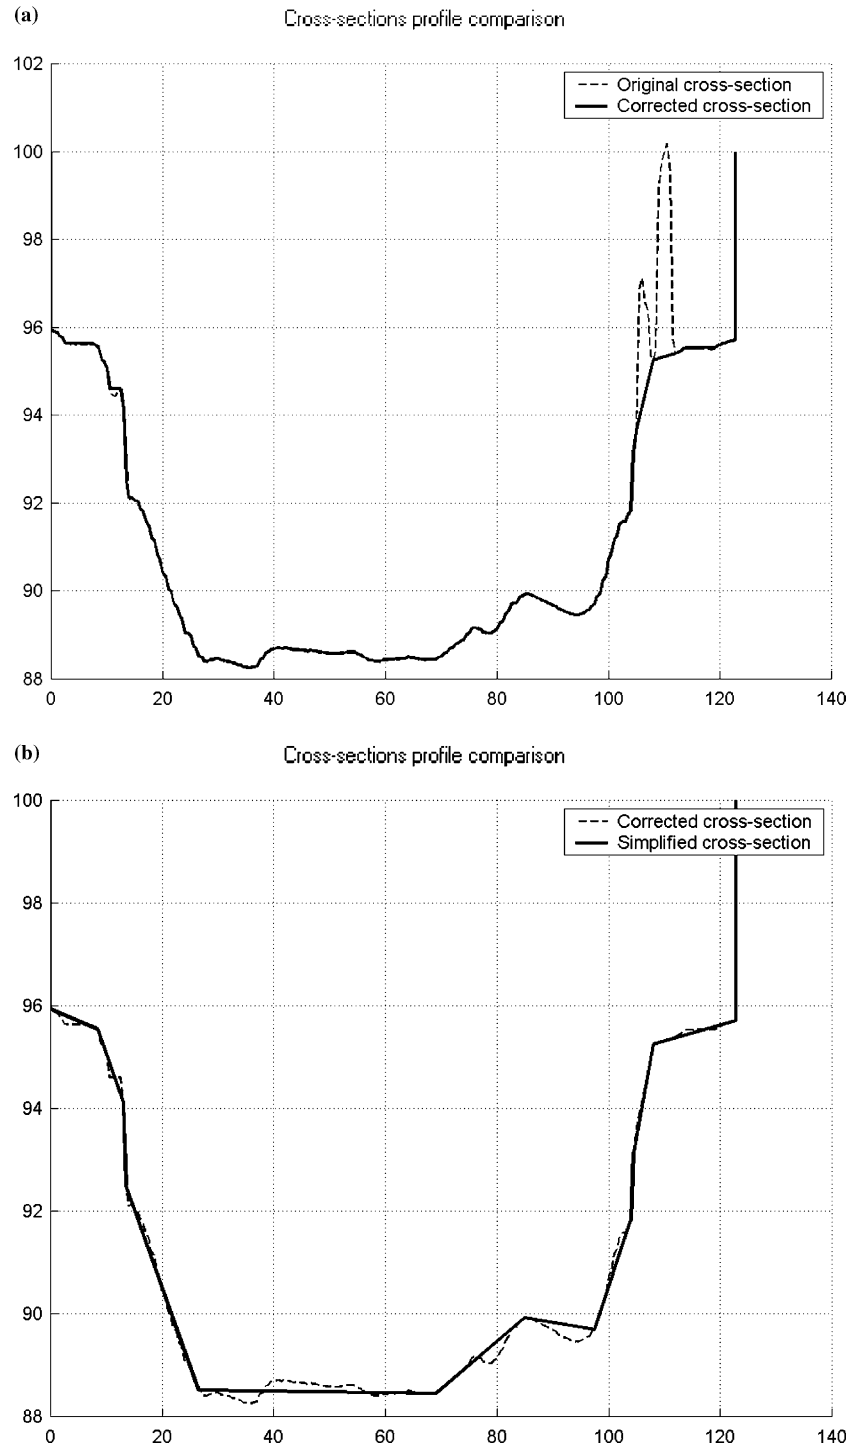 (a)
Cross-sections profile comparison
102
100
98
96
94
92
90
88
Original cross-section
Corrected cross-section
0 20 40 60 80 100 120 140
(b)
Cross-sections profile comparison
100
98
96
94
92
90
88
Corrected cross-section
Simplified cross-section
0 20 40 60 80 100 120 140